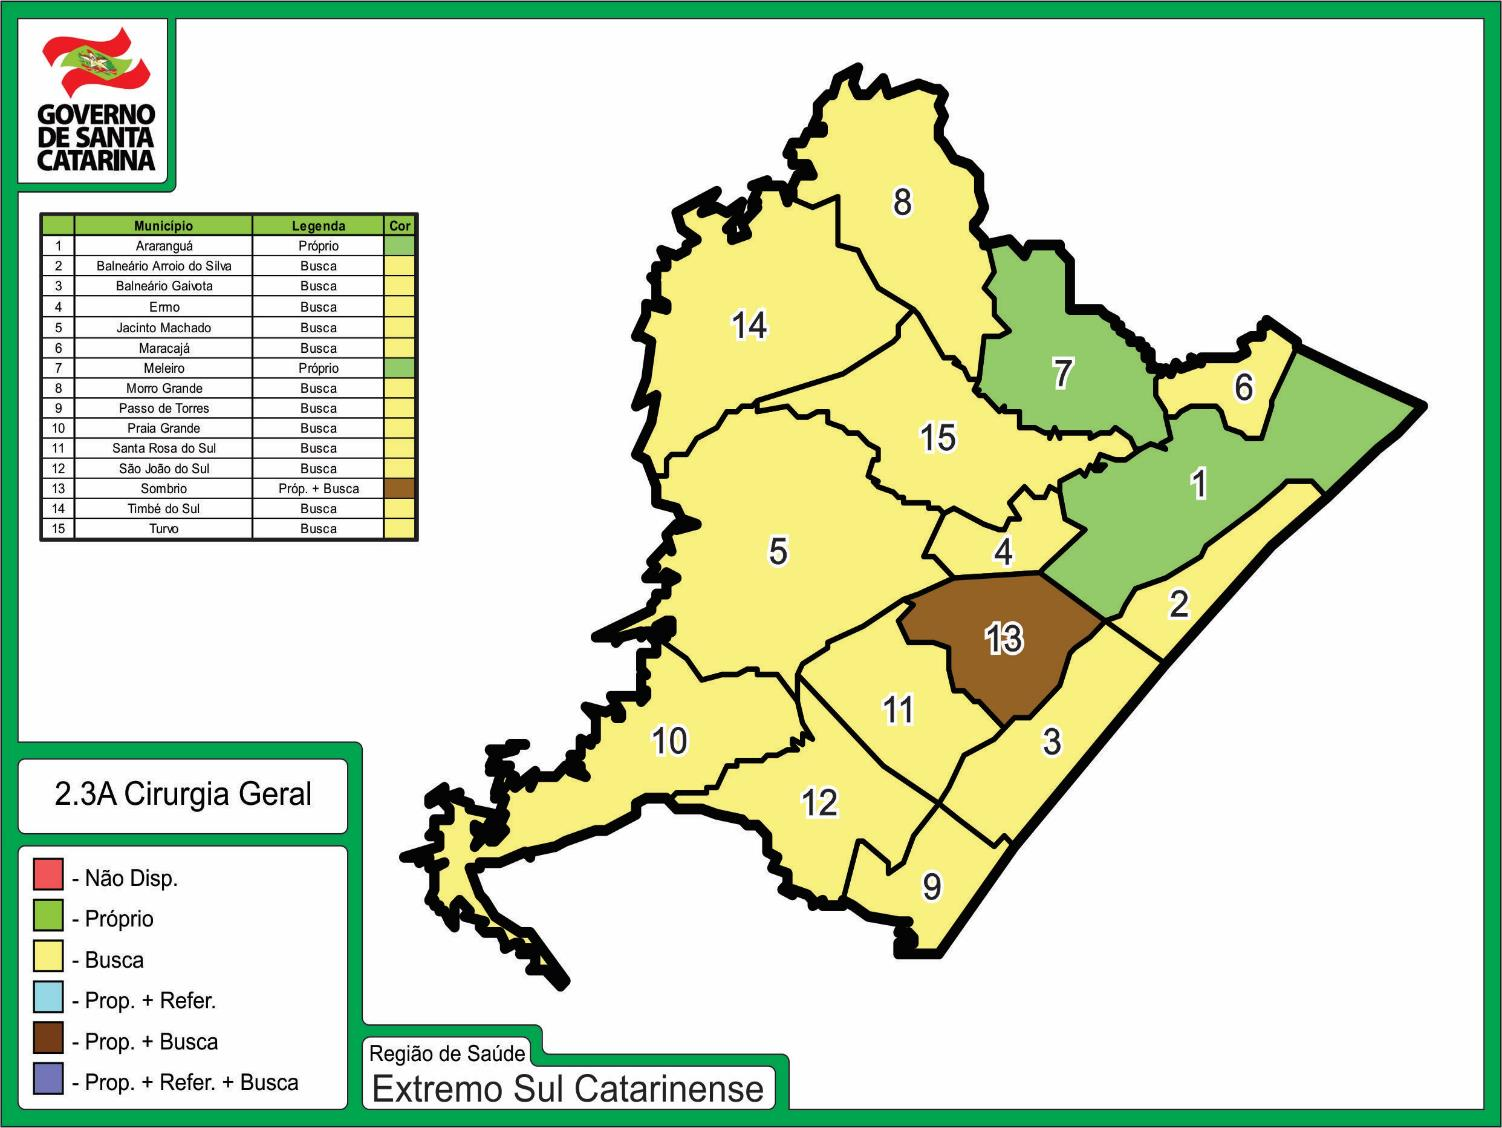 GOVERNO
DE SANTA
CATARINA
Município Legenda Cor
1 Araranguá Próprio
2 Balneário Arroio do Silva Busca
3 Balneário Gaivota Busca
4 Ermo Busca
5 Jacinto Machado Busca
6 Maracajá Busca
7 Meleiro Próprio
8 Morro Grande Busca
9 Passo de Torres Busca
10 Praia Grande Busca
11 Santa Rosa do Sul Busca
12 São João do Sul Busca
13 Sombrio Próp. + Busca
14 Timbé do Sul Busca
15 Turvo Busca
8
14
7
6
15
1
5
4
2
13
11
10
3
12
9
2.3A Cirurgia Geral
- Não Disp.
- Próprio
- Busca
- Prop. + Refer.
- Prop. + Busca
- Prop. + Refer. + Busca
Região de Saúde
Extremo Sul Catarinense